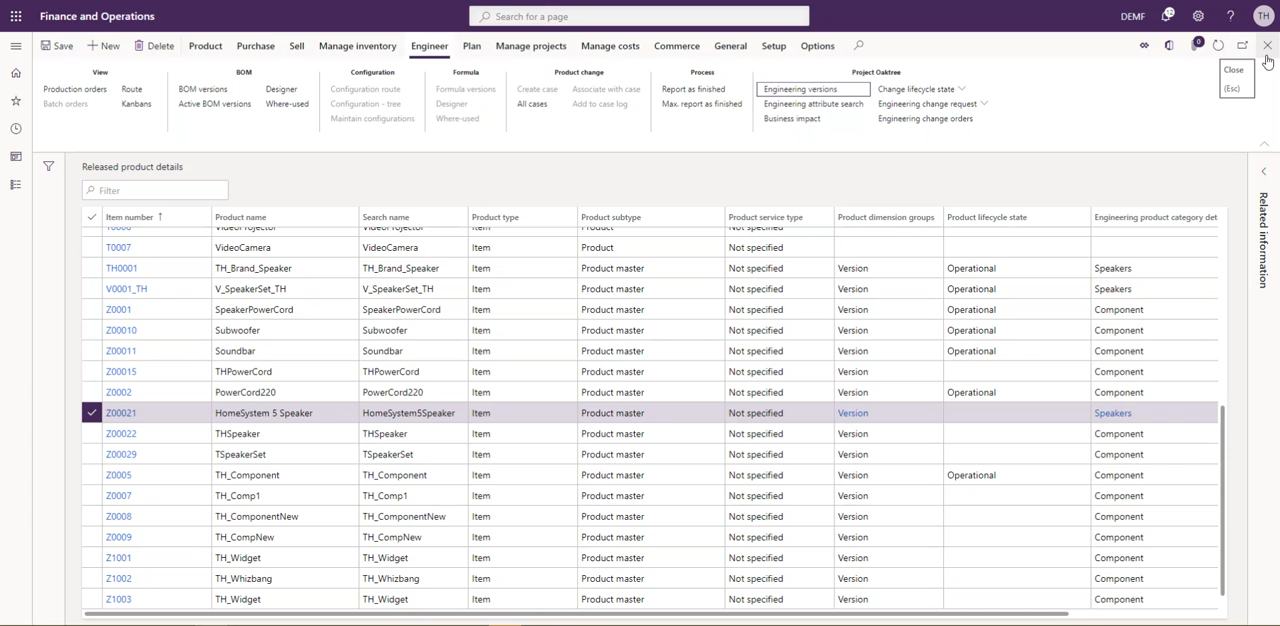 Finance and Operations
Search for a page
DEMF
TH
Save New Delete Product Purchase Sell Manage inventory Engineer Plan Manage projects Manage costs Commerce General Setup Options
0
Close
(Esc)
View
Production orders Route
Batch orders Kanbans
BOM
BOM versions Designer
Active BOM versions Where-used
Configuration
Configuration route
Configuration - tree
Maintain configurations
Formula
Formula versions
Designer
Where-used
Product change
Create case Associate with case
All cases Add to case log
Process
Report as finished
Max. report as finished
Project Oaktree
Engineering versions Change lifecycle state
Engineering attribute search Engineering change request
Business impact Engineering change orders
Released product details
Filter
Item number ↑ Product name Search name Product type Product subtype Product service type Product dimension groups Product lifecycle state Engineering product category det
T0006 VideoProjector VideoProjector Item Product Not specified
T0007 VideoCamera VideoCamera Item Product Not specified
TH0001 TH_Brand_Speaker TH_Brand_Speaker Item Product master Not specified Version Operational Speakers
V0001_TH V_SpeakerSet_TH V_SpeakerSet_TH Item Product master Not specified Version Operational Speakers
Z0001 SpeakerPowerCord SpeakerPowerCord Item Product master Not specified Version Operational Component
Z00010 Subwoofer Subwoofer Item Product master Not specified Version Operational Component
Z00011 Soundbar Soundbar Item Product master Not specified Version Operational Component
Z00015 THPowerCord THPowerCord Item Product master Not specified Version Component
Z0002 PowerCord220 PowerCord220 Item Product master Not specified Version Operational Component
Z00021 HomeSystem 5 Speaker HomeSystem5Speaker Item Product master Not specified Version Speakers
Z00022 THSpeaker THSpeaker Item Product master Not specified Version Component
Z00029 TSpeakerSet TSpeakerSet Item Product master Not specified Version Component
Z0005 TH_Component TH_Component Item Product master Not specified Version Operational Component
Z0007 TH_Comp1 TH_Comp1 Item Product master Not specified Version Component
Z0008 TH_ComponentNew TH_ComponentNew Item Product master Not specified Version Component
Z0009 TH_CompNew TH_CompNew Item Product master Not specified Version Component
Z1001 TH_Widget TH_Widget Item Product master Not specified Version Component
Z1002 TH_Whizbang TH_Whizbang Item Product master Not specified Version Component
Z1003 TH_Widget TH_Widget Item Product master Not specified Version Component
Related information